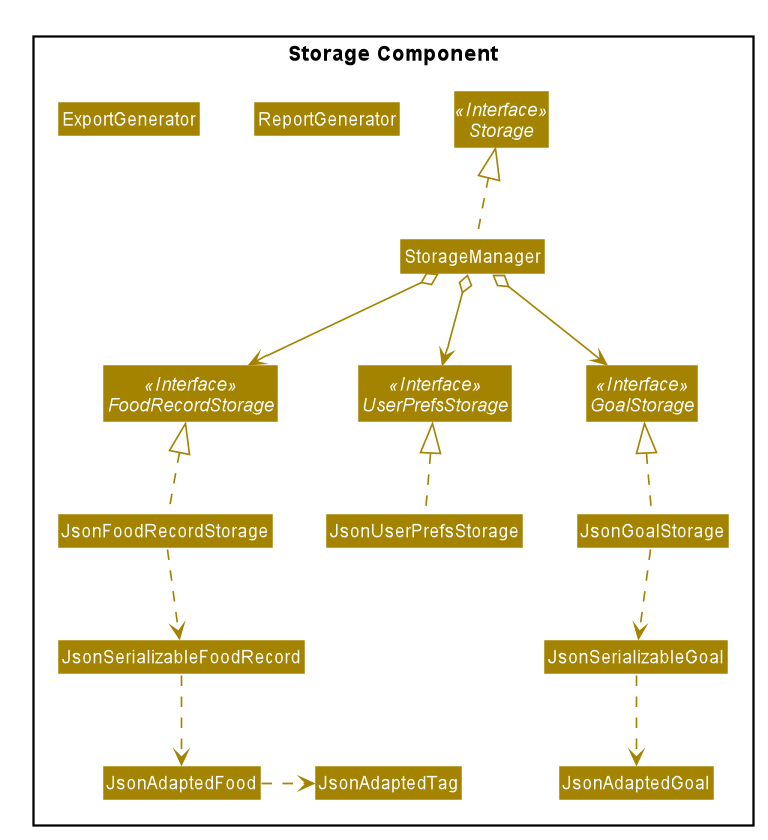 Storage Component
ExportGenerator
ReportGenerator
«Interface»
Storage
StorageManager
«Interface»
FoodRecordStorage
«Interface»
UserPrefsStorage
«Interface»
GoalStorage
JsonFoodRecordStorage
JsonUserPrefsStorage
JsonGoalStorage
JsonSerializableFoodRecord
JsonSerializableGoal
JsonAdaptedFood
JsonAdaptedTag
JsonAdaptedGoal